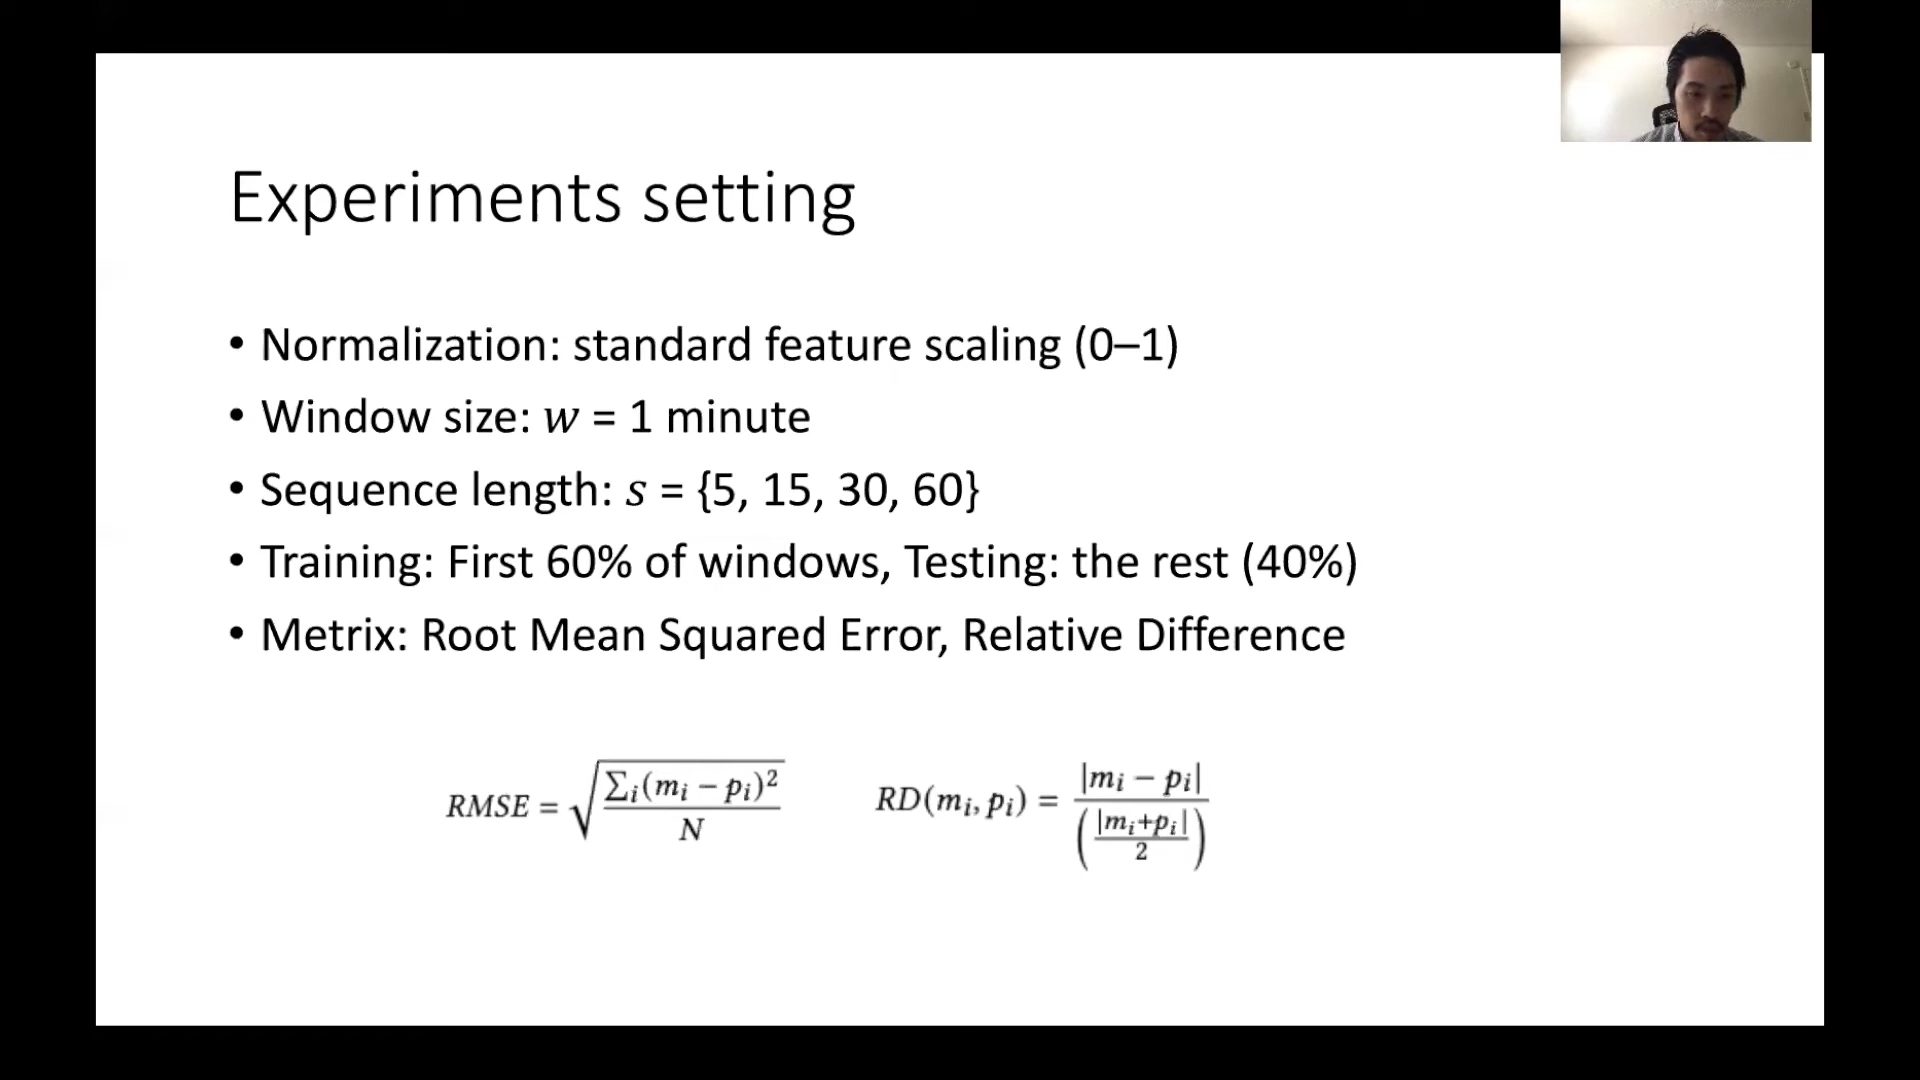 Experiments setting
• Normalization: standard feature scaling (0–1)
• Window size: w = 1 minute
• Sequence length: s = {5, 15, 30, 60}
• Training: First 60% of windows, Testing: the rest (40%)
• Metrix: Root Mean Squared Error, Relative Difference
RMSE = √(∑ᵢ(mᵢ − pᵢ)² / N)
RD(mᵢ, pᵢ) = |mᵢ − pᵢ| / (|mᵢ+pᵢ| / 2)